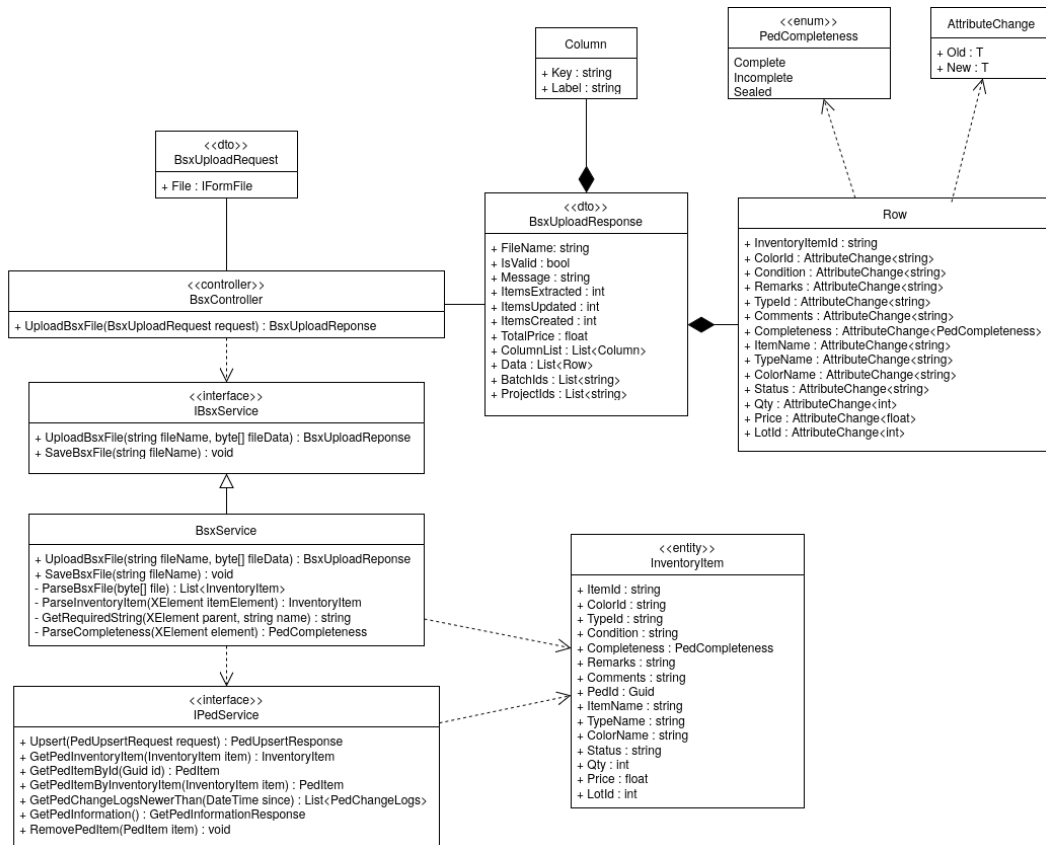 <<enum>>
PedCompleteness
Complete
Incomplete
Sealed
AttributeChange
+ Old : T
+ New : T
Column
+ Key : string
+ Label : string
<<dto>>
BsxUploadRequest
+ File : IFormFile
<<dto>>
BsxUploadResponse
+ FileName: string
+ IsValid : bool
+ Message : string
+ ItemsExtracted : int
+ ItemsUpdated : int
+ ItemsCreated : int
+ TotalPrice : float
+ ColumnList : List<Column>
+ Data : List<Row>
+ BatchIds : List<string>
+ ProjectIds : List<string>
Row
+ InventoryItemId : string
+ ColorId : AttributeChange<string>
+ Condition : AttributeChange<string>
+ Remarks : AttributeChange<string>
+ TypeId : AttributeChange<string>
+ Comments : AttributeChange<string>
+ Completeness : AttributeChange<PedCompleteness>
+ ItemName : AttributeChange<string>
+ TypeName : AttributeChange<string>
+ ColorName : AttributeChange<string>
+ Status : AttributeChange<string>
+ Qty : AttributeChange<int>
+ Price : AttributeChange<float>
+ LotId : AttributeChange<int>
<<controller>>
BsxController
+ UploadBsxFile(BsxUploadRequest request) : BsxUploadReponse
<<interface>>
IBsxService
+ UploadBsxFile(string fileName, byte[] fileData) : BsxUploadReponse
+ SaveBsxFile(string fileName) : void
BsxService
+ UploadBsxFile(string fileName, byte[] fileData) : BsxUploadReponse
+ SaveBsxFile(string fileName) : void
- ParseBsxFile(byte[] file) : List<InventoryItem>
- ParseInventoryItem(XElement itemElement) : InventoryItem
- GetRequiredString(XElement parent, string name) : string
- ParseCompleteness(XElement element) : PedCompleteness
<<entity>>
InventoryItem
+ ItemId : string
+ ColorId : string
+ TypeId : string
+ Condition : string
+ Completeness : PedCompleteness
+ Remarks : string
+ Comments : string
+ PedId : Guid
+ ItemName : string
+ TypeName : string
+ ColorName : string
+ Status : string
+ Qty : int
+ Price : float
+ LotId : int
<<interface>>
IPedService
+ Upsert(PedUpsertRequest request) : PedUpsertResponse
+ GetPedInventoryItem(InventoryItem item) : InventoryItem
+ GetPedItemById(Guid id) : PedItem
+ GetPedItemByInventoryItem(InventoryItem item) : PedItem
+ GetPedChangeLogsNewerThan(DateTime since) : List<PedChangeLogs>
+ GetPedInformation() : GetPedInformationResponse
+ RemovePedItem(PedItem item) : void